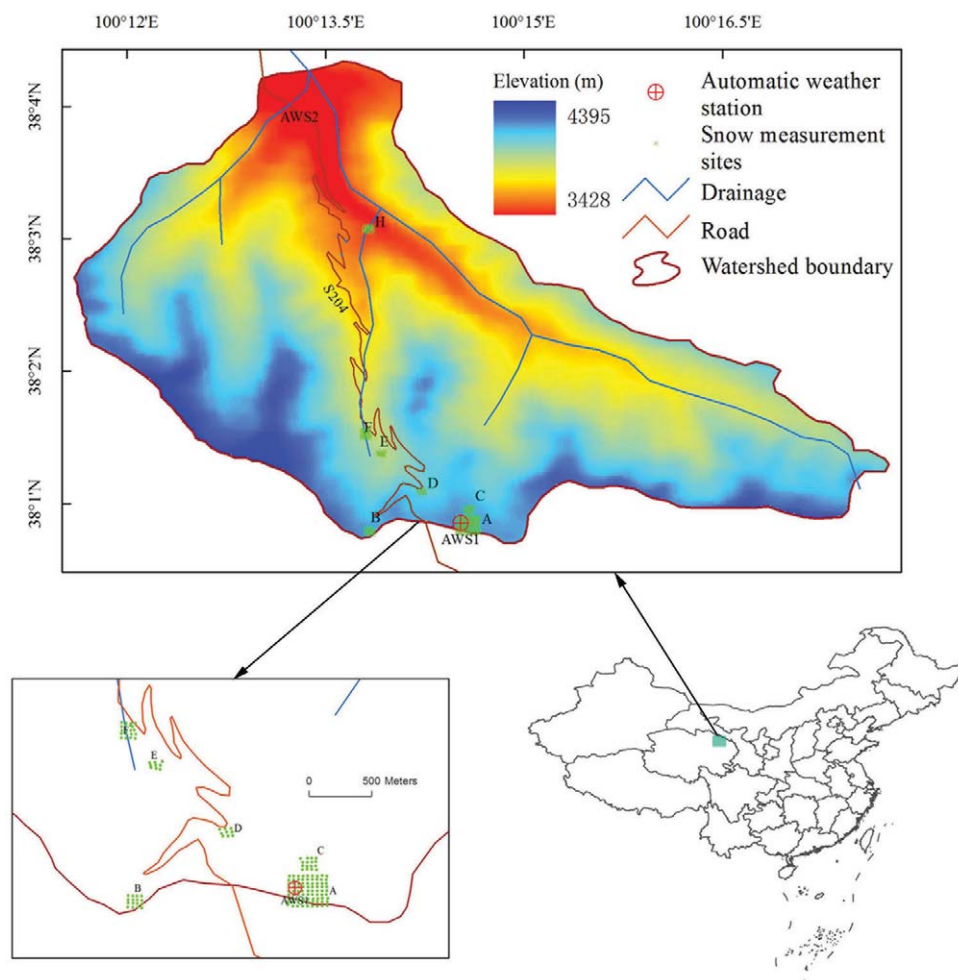 100°12'E
100°13.5'E
100°15'E
100°16.5'E
38°4'N
38°3'N
38°2'N
38°1'N
Elevation (m)
4395
3428
Automatic weather
station
Snow measurement
sites
Drainage
Road
Watershed boundary
AWS2
H
S204
F
E
D
C
B
A
AWS1
F
E
0 500 Meters
D
C
B
A
AWS1